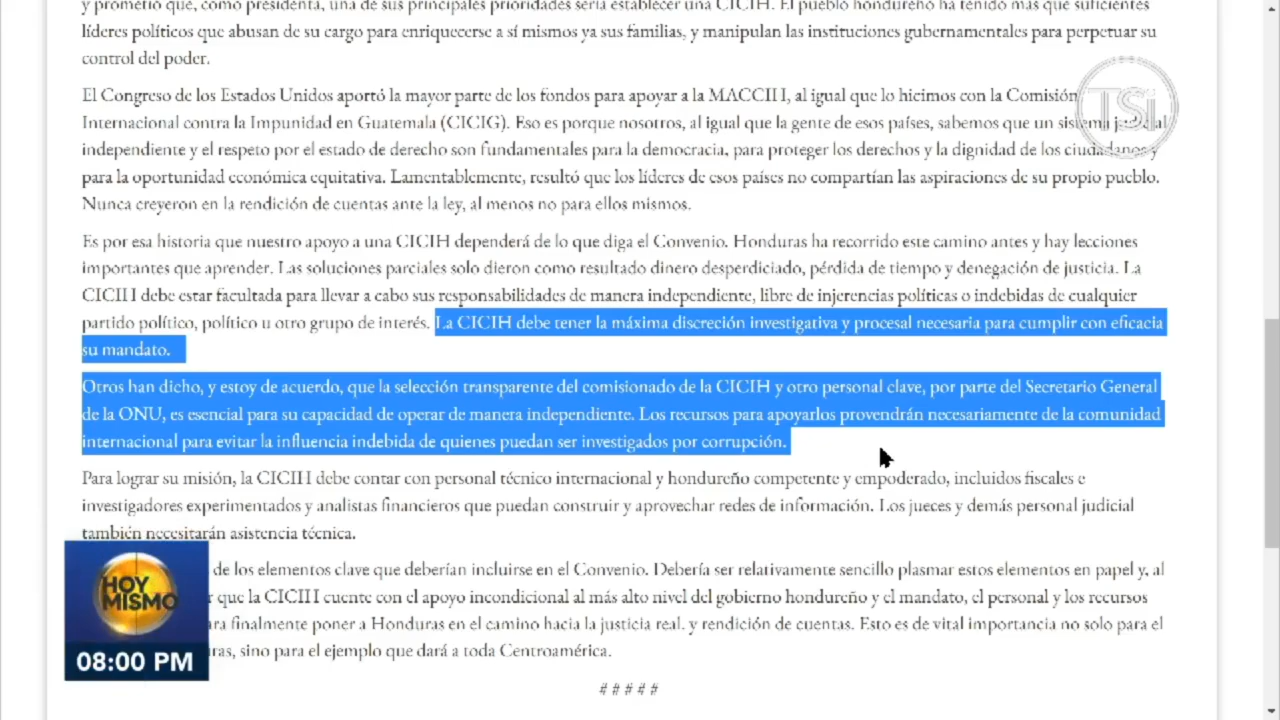 y prometió que, como presidenta, una de sus principales prioridades sería establecer una CICIH. El pueblo hondureño ha tenido más que suficientes
líderes políticos que abusan de su cargo para enriquecerse a sí mismos ya sus familias, y manipulan las instituciones gubernamentales para perpetuar su
control del poder.
El Congreso de los Estados Unidos aportó la mayor parte de los fondos para apoyar a la MACCIH, al igual que lo hicimos con la Comisión
Internacional contra la Impunidad en Guatemala (CICIG). Eso es porque nosotros, al igual que la gente de esos países, sabemos que un sistema judicial
independiente y el respeto por el estado de derecho son fundamentales para la democracia, para proteger los derechos y la dignidad de los ciudadanos y
para la oportunidad económica equitativa. Lamentablemente, resultó que los líderes de esos países no compartían las aspiraciones de su propio pueblo.
Nunca creyeron en la rendición de cuentas ante la ley, al menos no para ellos mismos.
Es por esa historia que nuestro apoyo a una CICIH dependerá de lo que diga el Convenio. Honduras ha recorrido este camino antes y hay lecciones
importantes que aprender. Las soluciones parciales solo dieron como resultado dinero desperdiciado, pérdida de tiempo y denegación de justicia. La
CICIH debe estar facultada para llevar a cabo sus responsabilidades de manera independiente, libre de injerencias políticas o indebidas de cualquier
partido político, político u otro grupo de interés. La CICIH debe tener la máxima discreción investigativa y procesal necesaria para cumplir con eficacia
su mandato.
Otros han dicho, y estoy de acuerdo, que la selección transparente del comisionado de la CICIH y otro personal clave, por parte del Secretario General
de la ONU, es esencial para su capacidad de operar de manera independiente. Los recursos para apoyarlos provendrán necesariamente de la comunidad
internacional para evitar la influencia indebida de quienes puedan ser investigados por corrupción.
Para lograr su misión, la CICIH debe contar con personal técnico internacional y hondureño competente y empoderado, incluidos fiscales e
investigadores experimentados y analistas financieros que puedan construir y aprovechar redes de información. Los jueces y demás personal judicial
también necesitarán asistencia técnica.
de los elementos clave que deberían incluirse en el Convenio. Debería ser relativamente sencillo plasmar estos elementos en papel y, al
que la CICIH cuente con el apoyo incondicional al más alto nivel del gobierno hondureño y el mandato, el personal y los recursos
finalmente poner a Honduras en el camino hacia la justicia real. y rendición de cuentas. Esto es de vital importancia no solo para el
sino para el ejemplo que dará a toda Centroamérica.
#####
TSi
HOY
MISMO
08:00 PM